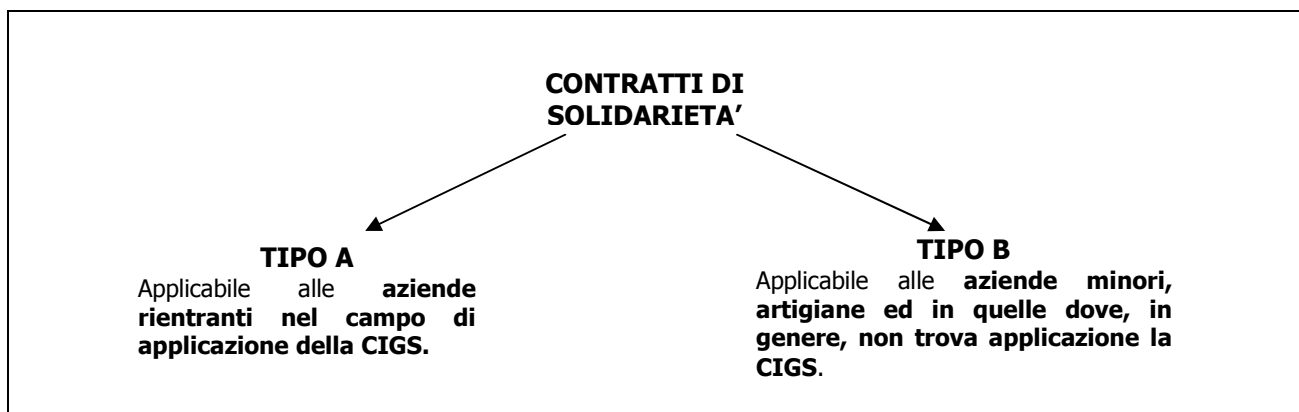 CONTRATTI DI
SOLIDARIETA’
TIPO A
Applicabile alle aziende
rientranti nel campo di
applicazione della CIGS.
TIPO B
Applicabile alle aziende minori,
artigiane ed in quelle dove, in
genere, non trova applicazione la
CIGS.